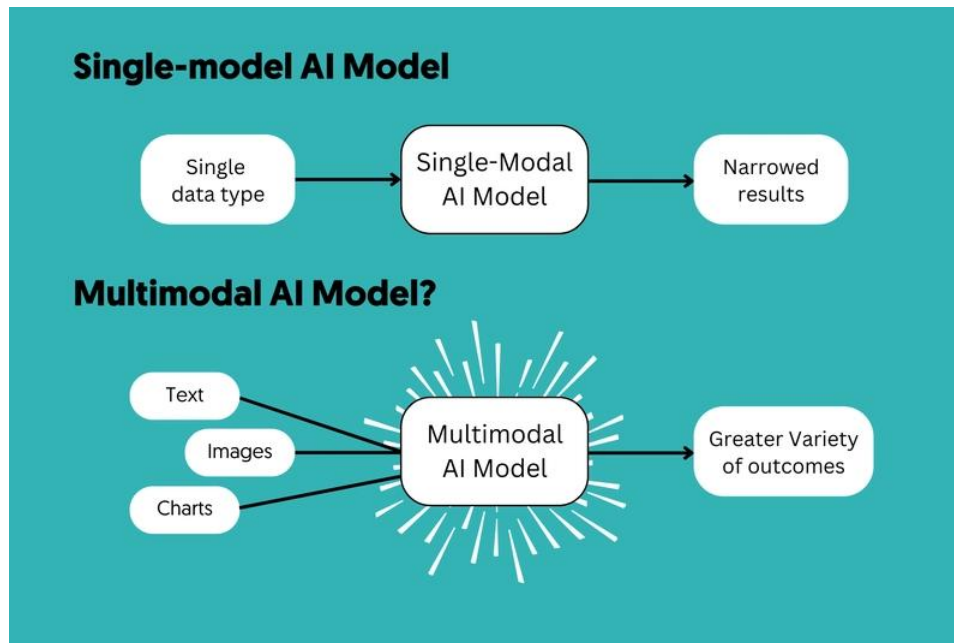 Single-model AI Model
Single
data type
Single-Modal
AI Model
Narrowed
results
Multimodal AI Model?
Text
Images
Charts
Multimodal
AI Model
Greater Variety
of outcomes